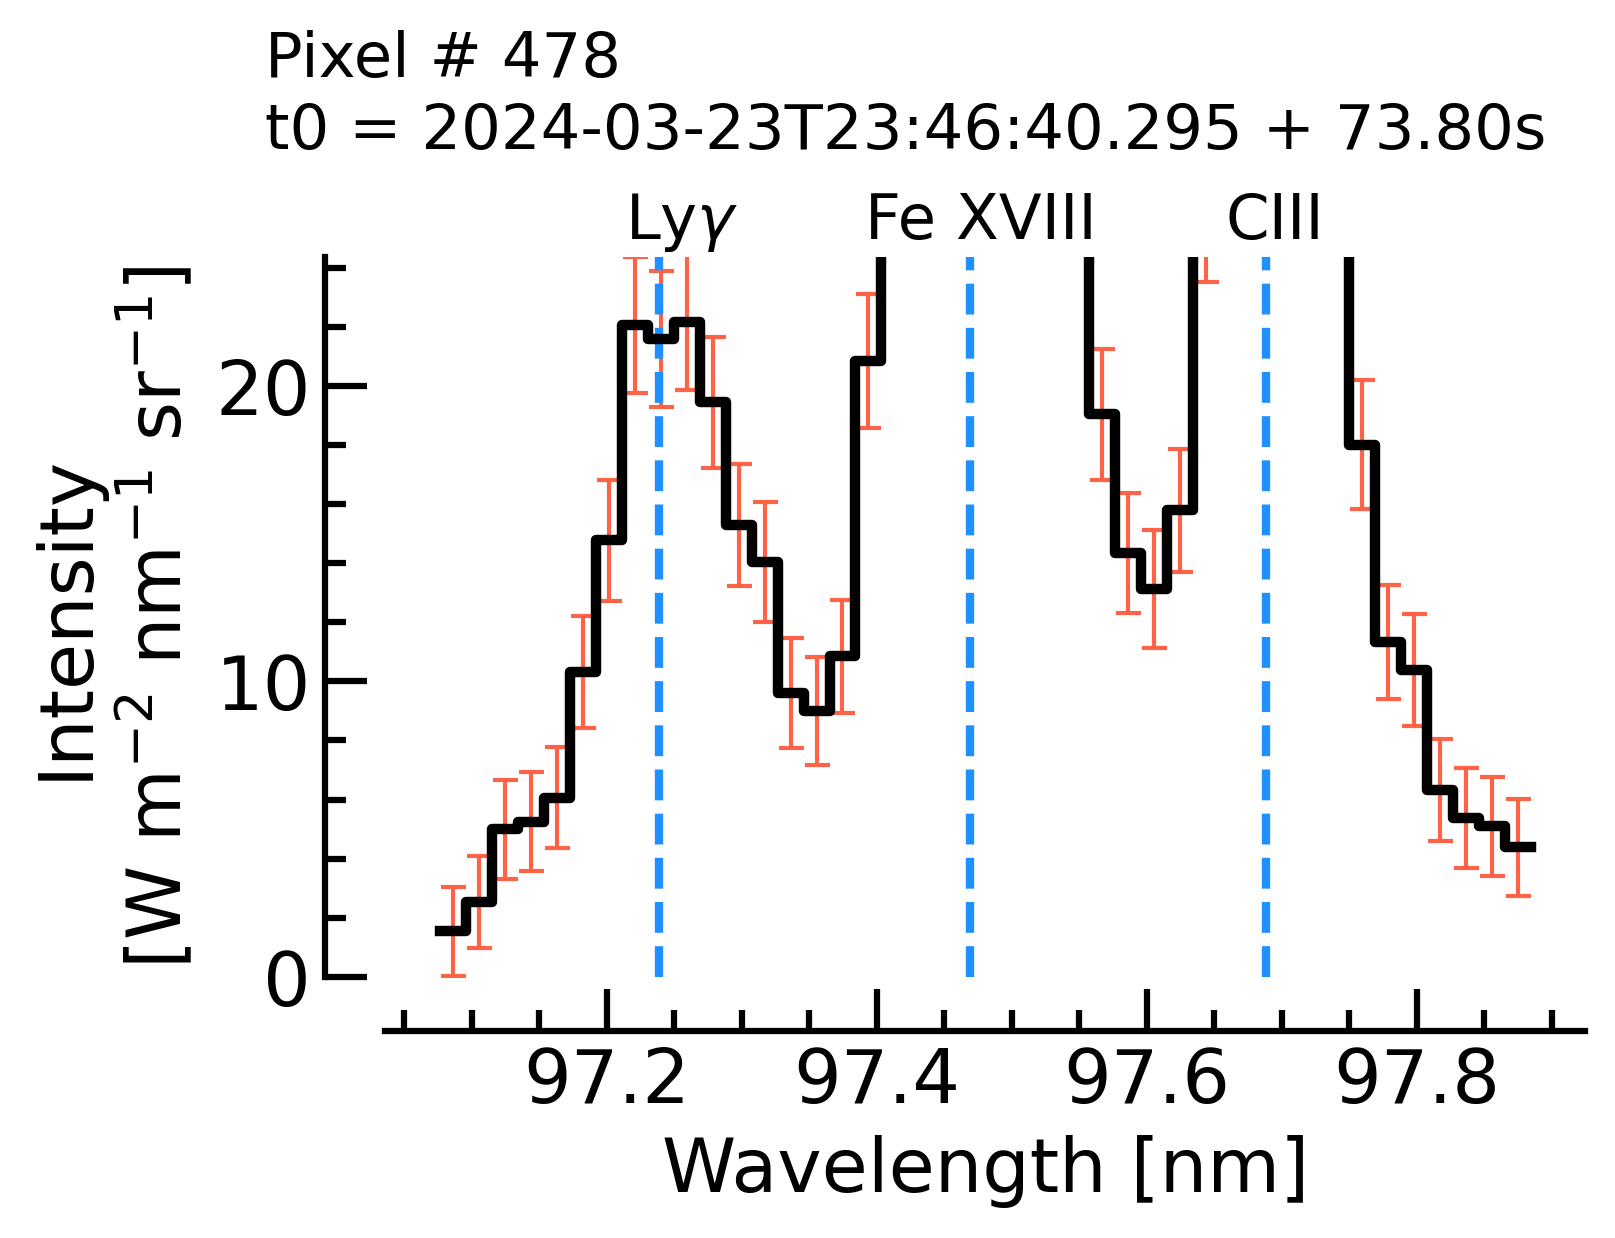 Pixel # 478
t0 = 2024-03-23T23:46:40.295 + 73.80s
Lyγ Fe XVIII CIII
Intensity
[W m⁻² nm⁻¹ sr⁻¹]
20
10
0
97.2 97.4 97.6 97.8
Wavelength [nm]